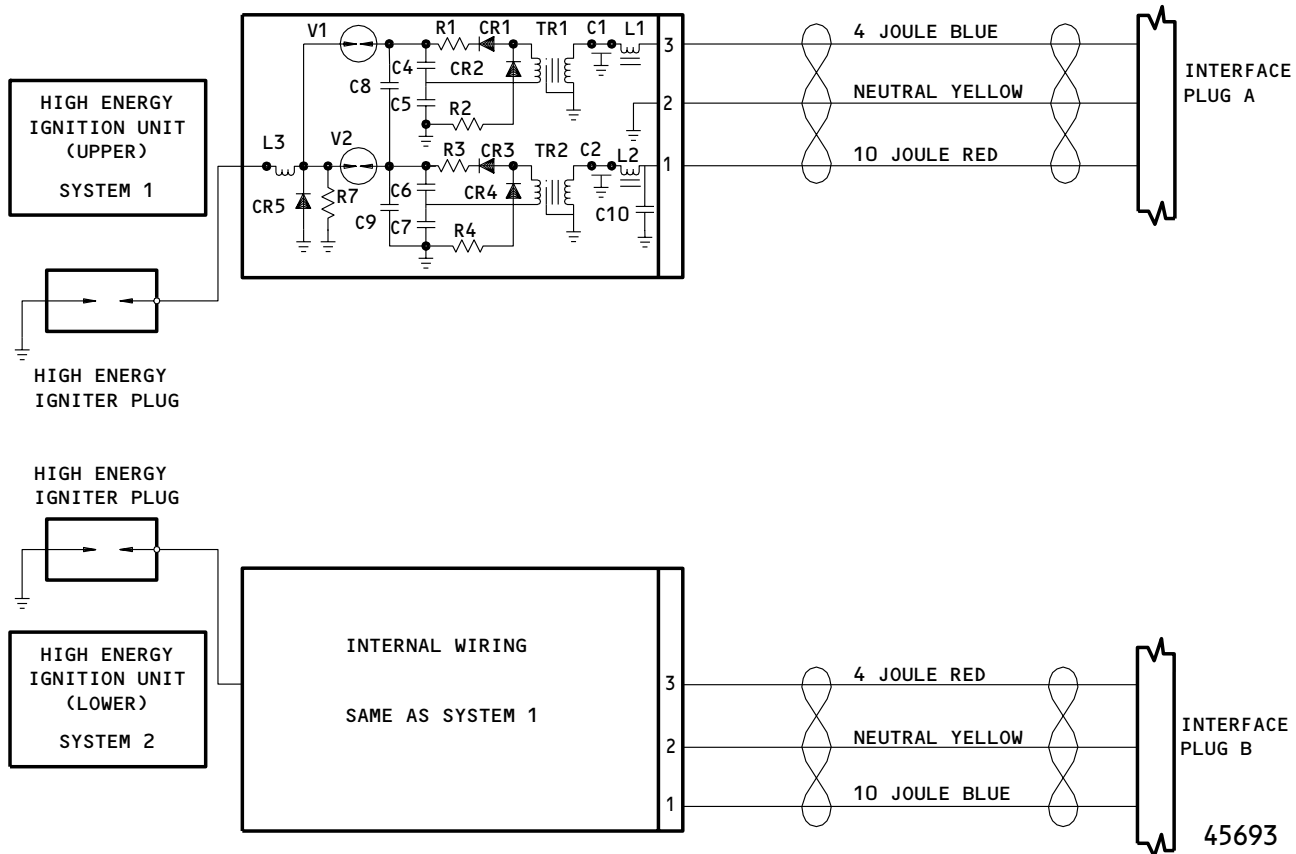 V1
R1
CR1
TR1
C1
L1
3
4 JOULE BLUE
C4
CR2
C8
C5
R2
2
NEUTRAL YELLOW
INTERFACE
PLUG A
HIGH ENERGY
IGNITION UNIT
(UPPER)
SYSTEM 1
L3
V2
R3
CR3
TR2
C2
L2
1
10 JOULE RED
CR5
R7
C6
CR4
C9
C7
R4
C10
HIGH ENERGY
IGNITER PLUG
HIGH ENERGY
IGNITER PLUG
HIGH ENERGY
IGNITION UNIT
(LOWER)
SYSTEM 2
INTERNAL WIRING
SAME AS SYSTEM 1
3
4 JOULE RED
2
NEUTRAL YELLOW
1
10 JOULE BLUE
INTERFACE
PLUG B
45693